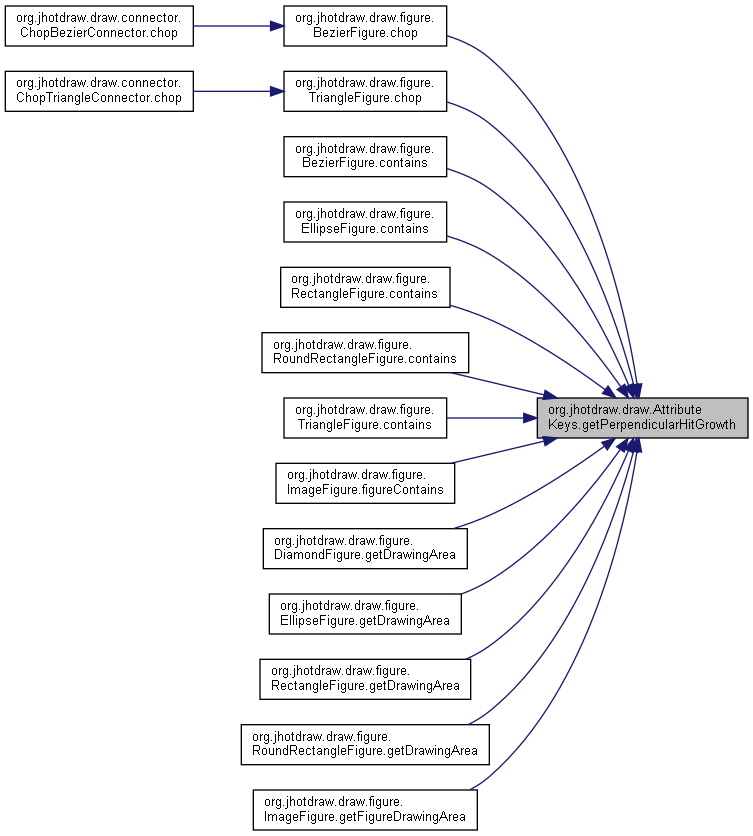 org.jhotdraw.draw.connector.
ChopBezierConnector.chop
org.jhotdraw.draw.figure.
BezierFigure.chop
org.jhotdraw.draw.connector.
ChopTriangleConnector.chop
org.jhotdraw.draw.figure.
TriangleFigure.chop
org.jhotdraw.draw.figure.
BezierFigure.contains
org.jhotdraw.draw.figure.
EllipseFigure.contains
org.jhotdraw.draw.figure.
RectangleFigure.contains
org.jhotdraw.draw.figure.
RoundRectangleFigure.contains
org.jhotdraw.draw.figure.
TriangleFigure.contains
org.jhotdraw.draw.Attribute
Keys.getPerpendicularHitGrowth
org.jhotdraw.draw.figure.
ImageFigure.figureContains
org.jhotdraw.draw.figure.
DiamondFigure.getDrawingArea
org.jhotdraw.draw.figure.
EllipseFigure.getDrawingArea
org.jhotdraw.draw.figure.
RectangleFigure.getDrawingArea
org.jhotdraw.draw.figure.
RoundRectangleFigure.getDrawingArea
org.jhotdraw.draw.figure.
ImageFigure.getFigureDrawingArea